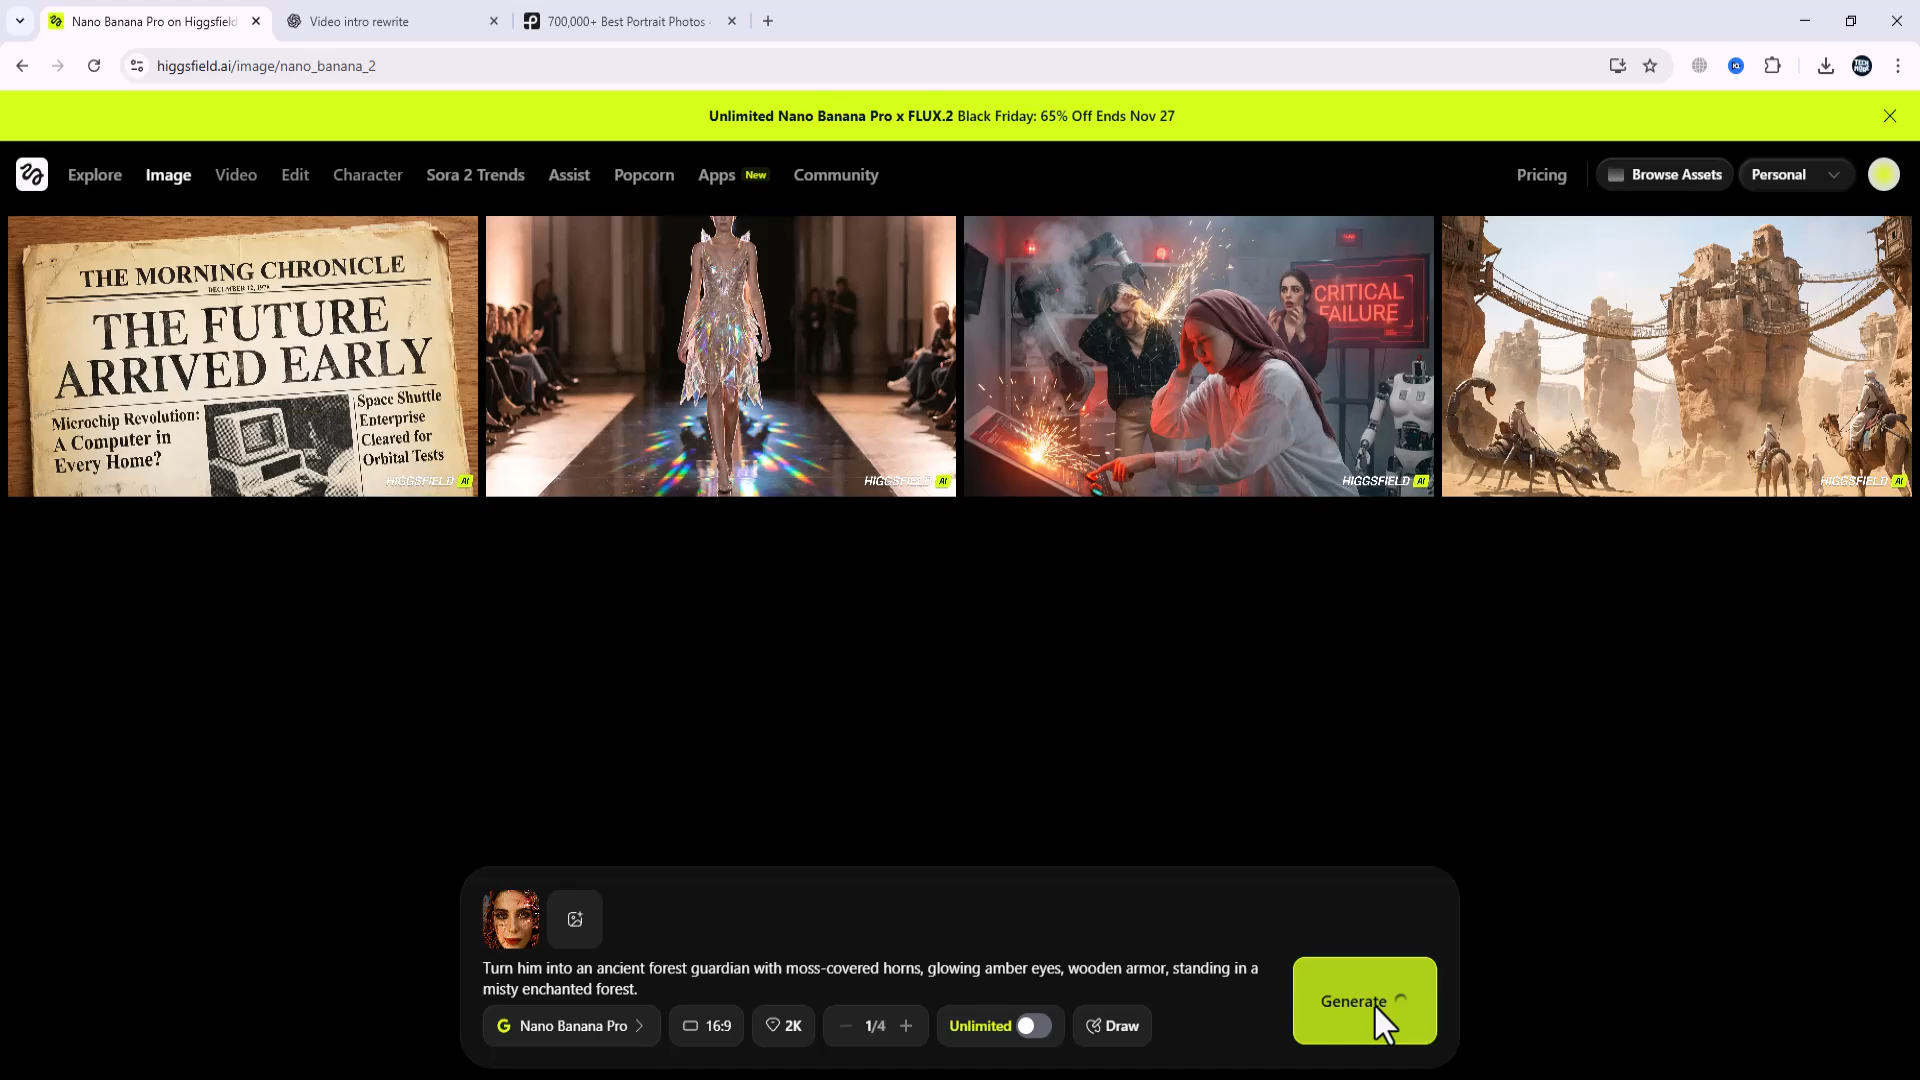 Nano Banana Pro on Higgsfield
Video intro rewrite
700,000+ Best Portrait Photos
higgsfield.ai/image/nano_banana_2
TECH MODE
Unlimited Nano Banana Pro x FLUX.2 Black Friday: 65% Off Ends Nov 27
Explore Image Video Edit Character Sora 2 Trends Assist Popcorn Apps New Community
Pricing Browse Assets Personal
THE MORNING CHRONICLE
DECEMBER 12, 1976
THE FUTURE
ARRIVED EARLY
Microchip Revolution:
A Computer in
Every Home?
Space Shuttle
Enterprise
Cleared for
Orbital Tests
HIGGSFIELD AI
HIGGSFIELD AI
CRITICAL
FAILURE
HIGGSFIELD AI
HIGGSFIELD AI
Turn him into an ancient forest guardian with moss-covered horns, glowing amber eyes, wooden armor, standing in a
misty enchanted forest.
Generate
Nano Banana Pro 16:9 2K 1/4 Unlimited Draw